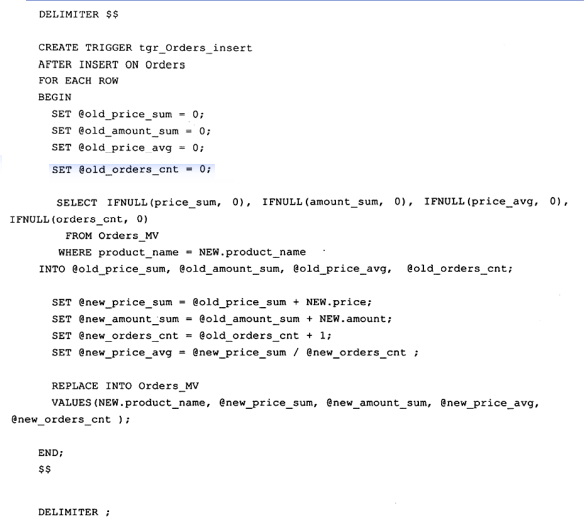 DELIMITER $$
CREATE TRIGGER tgr_Orders_insert
AFTER INSERT ON Orders
FOR EACH ROW
BEGIN
SET @old_price_sum = 0;
SET @old_amount_sum = 0;
SET @old_price_avg = 0;
SET @old_orders_cnt = 0;
SELECT IFNULL(price_sum, 0), IFNULL(amount_sum, 0), IFNULL(price_avg, 0),
IFNULL(orders_cnt, 0)
FROM Orders_MV
WHERE product_name = NEW.product_name
INTO @old_price_sum, @old_amount_sum, @old_price_avg, @old_orders_cnt;
SET @new_price_sum = @old_price_sum + NEW.price;
SET @new_amount_sum = @old_amount_sum + NEW.amount;
SET @new_orders_cnt = @old_orders_cnt + 1;
SET @new_price_avg = @new_price_sum / @new_orders_cnt ;
REPLACE INTO Orders_MV
VALUES(NEW.product_name, @new_price_sum, @new_amount_sum, @new_price_avg,
@new_orders_cnt );
END;
$$
DELIMITER ;